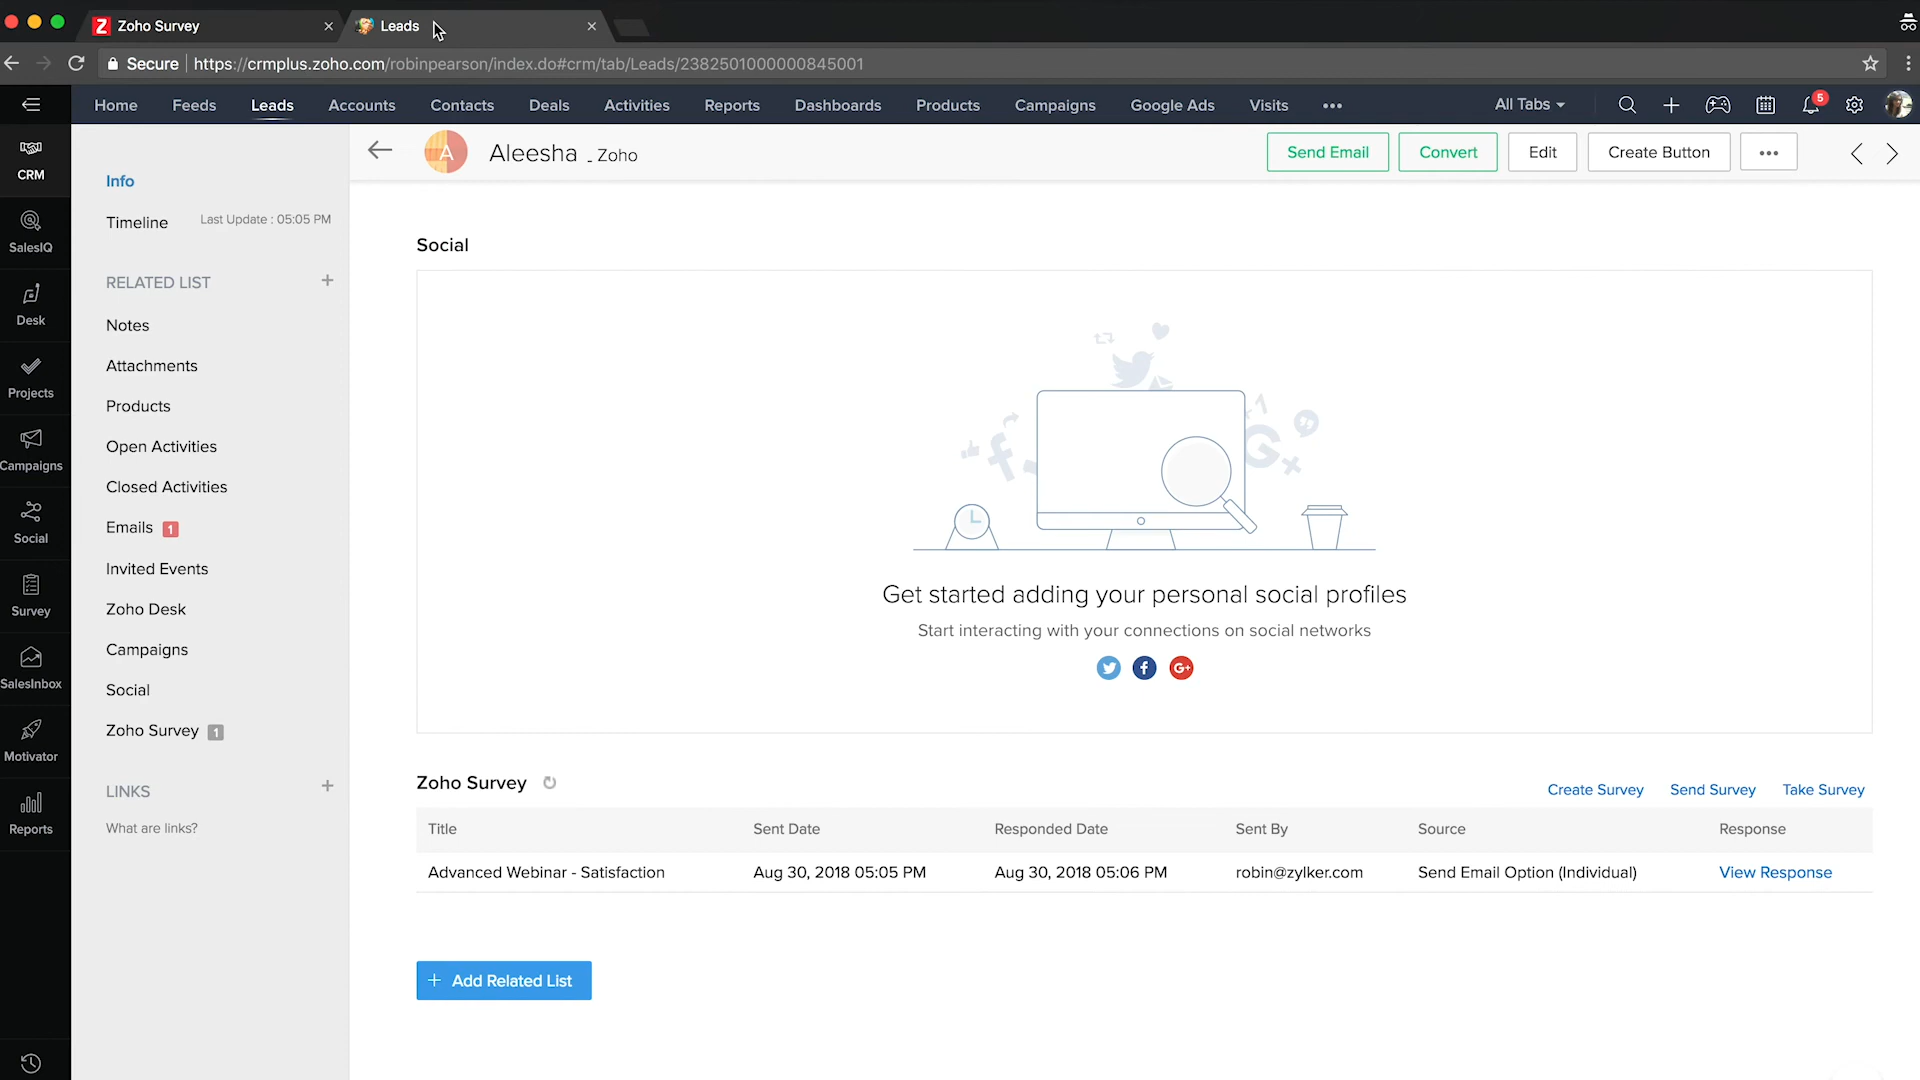 Zoho Survey
Leads
Secure https://crmplus.zoho.com/robinpearson/index.do#crm/tab/Leads/2382501000000845001
Home Feeds Leads Accounts Contacts Deals Activities Reports Dashboards Products Campaigns Google Ads Visits ••• All Tabs 5
CRM
SalesIQ
Desk
Projects
Campaigns
Social
Survey
SalesInbox
Motivator
Reports
Info
Timeline Last Update : 05:05 PM
RELATED LIST +
Notes
Attachments
Products
Open Activities
Closed Activities
Emails 1
Invited Events
Zoho Desk
Campaigns
Social
Zoho Survey 1
LINKS +
What are links?
A Aleesha - Zoho
Send Email Convert Edit Create Button •••
Social
Get started adding your personal social profiles
Start interacting with your connections on social networks
Zoho Survey
Create Survey Send Survey Take Survey
Title Sent Date Responded Date Sent By Source Response
Advanced Webinar - Satisfaction Aug 30, 2018 05:05 PM Aug 30, 2018 05:06 PM robin@zylker.com Send Email Option (Individual) View Response
+ Add Related List